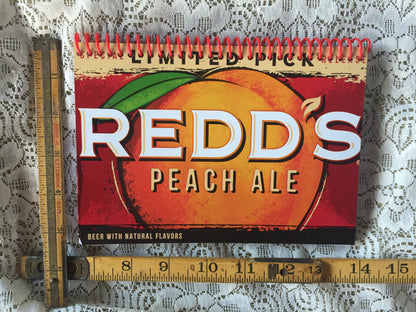 LIMITED PICK
REDD'S
PEACH ALE
BEER WITH NATURAL FLAVORS
8 9 10 11 12 13 14 15